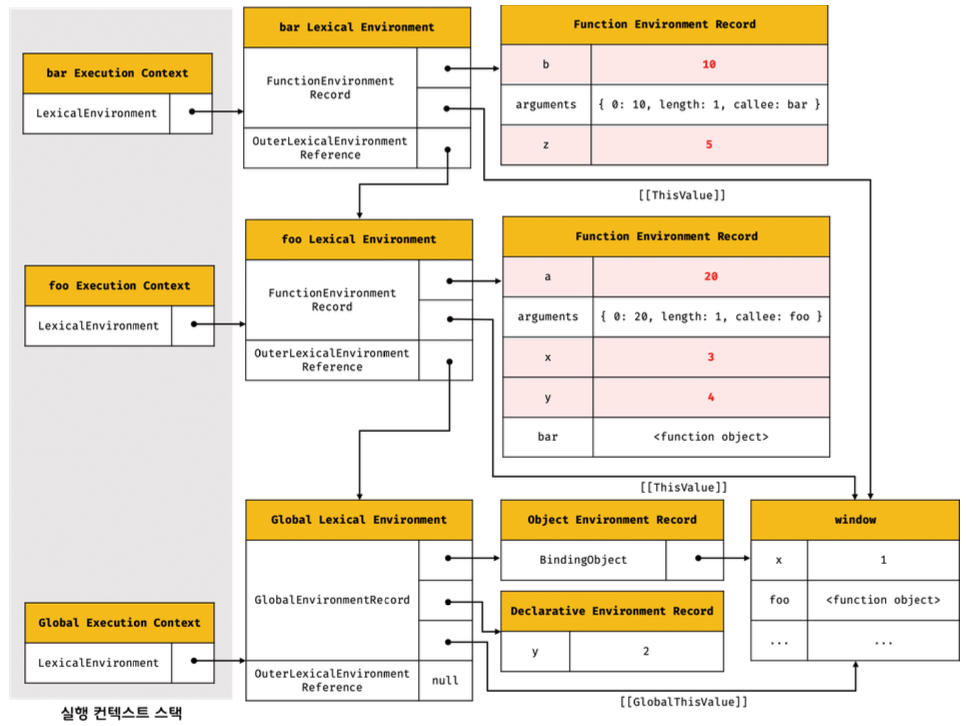 bar Lexical Environment
Function Environment Record
bar Execution Context
LexicalEnvironment
FunctionEnvironment
Record
OuterLexicalEnvironment
Reference
b
10
arguments
{ 0: 10, length: 1, callee: bar }
z
5
[[ThisValue]]
foo Lexical Environment
Function Environment Record
foo Execution Context
LexicalEnvironment
FunctionEnvironment
Record
OuterLexicalEnvironment
Reference
a
20
arguments
{ 0: 20, length: 1, callee: foo }
x
3
y
4
bar
<function object>
[[ThisValue]]
Global Lexical Environment
Object Environment Record
window
BindingObject
x
1
GlobalEnvironmentRecord
foo
<function object>
Declarative Environment Record
Global Execution Context
y
2
...
...
LexicalEnvironment
OuterLexicalEnvironment
Reference
null
[[GlobalThisValue]]
실행 컨텍스트 스택